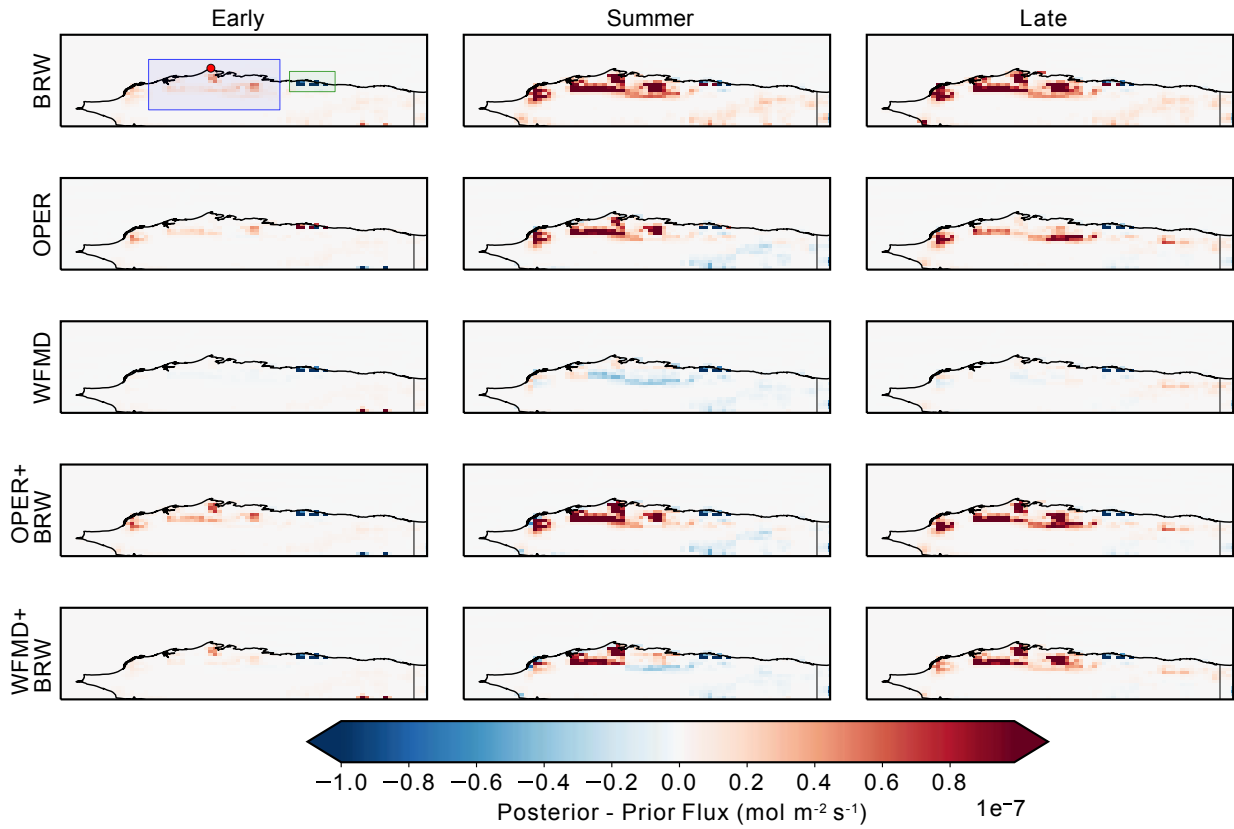 Early Summer Late
BRW
OPER
WFMD
OPER+
BRW
WFMD+
BRW
−1.0 −0.8 −0.6 −0.4 −0.2 0.0 0.2 0.4 0.6 0.8
1e−7
Posterior - Prior Flux (mol m⁻² s⁻¹)